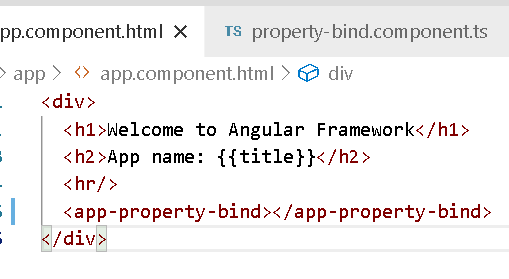 app.component.html × TS property-bind.component.ts
> app > <> app.component.html > div
<div>
<h1>Welcome to Angular Framework</h1>
<h2>App name: {{title}}</h2>
<hr/>
<app-property-bind></app-property-bind>
</div>